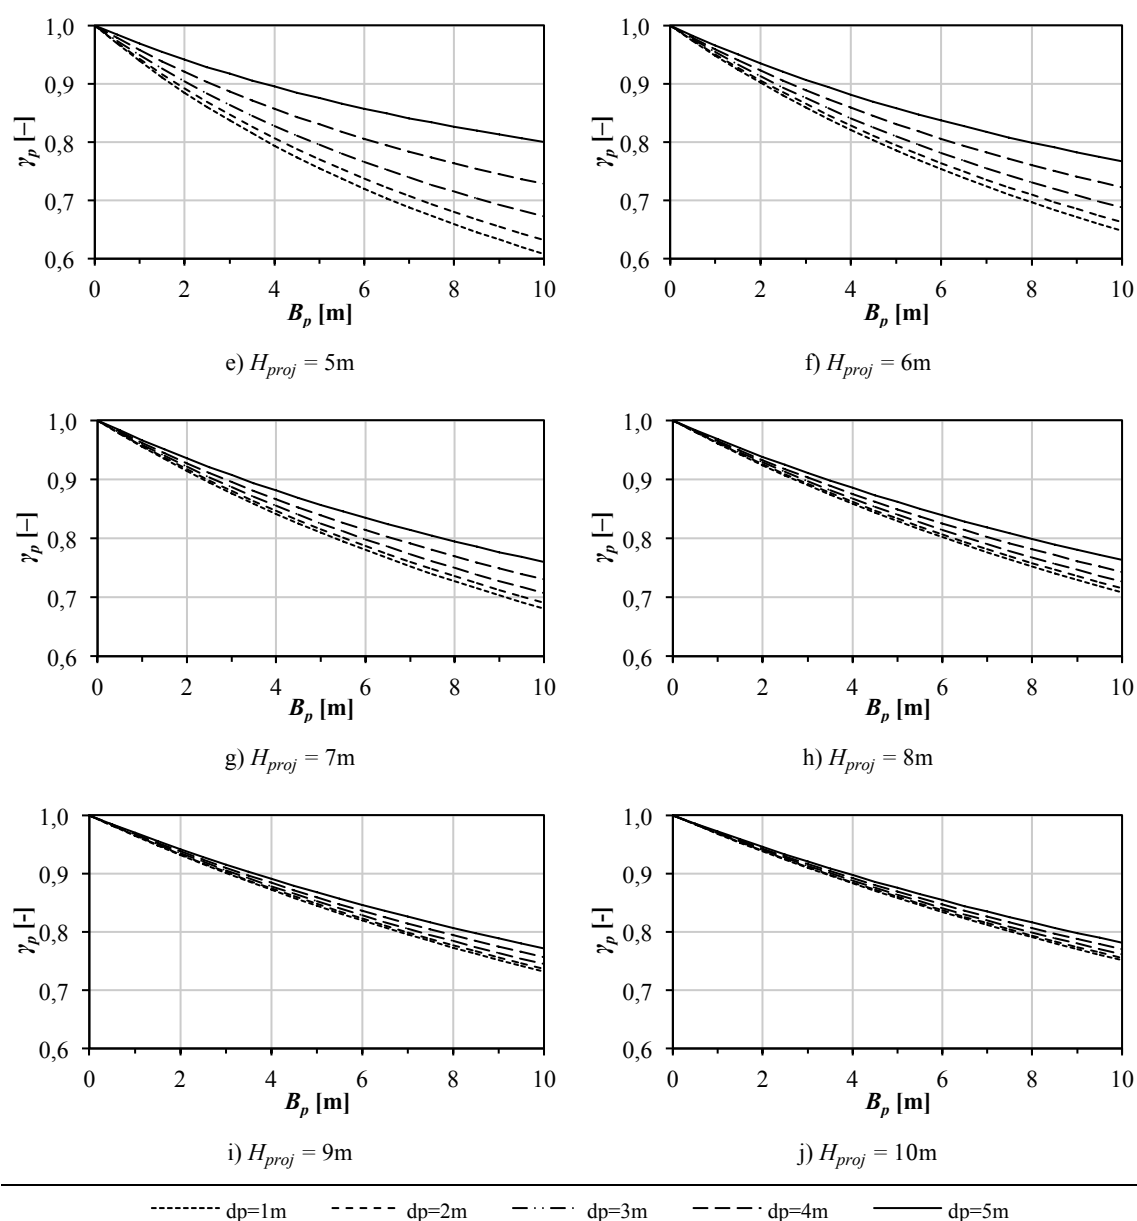 1,0
0,9
0,8
0,7
0,6
γp [–]
0 2 4 6 8 10
Bp [m]
e) Hproj = 5m
1,0
0,9
0,8
0,7
0,6
γp [–]
0 2 4 6 8 10
Bp [m]
f) Hproj = 6m
1,0
0,9
0,8
0,7
0,6
γp [–]
0 2 4 6 8 10
Bp [m]
g) Hproj = 7m
1,0
0,9
0,8
0,7
0,6
γp [–]
0 2 4 6 8 10
Bp [m]
h) Hproj = 8m
1,0
0,9
0,8
0,7
0,6
γp [-]
0 2 4 6 8 10
Bp [m]
i) Hproj = 9m
1,0
0,9
0,8
0,7
0,6
γp [-]
0 2 4 6 8 10
Bp [m]
j) Hproj = 10m
dp=1m dp=2m dp=3m dp=4m dp=5m